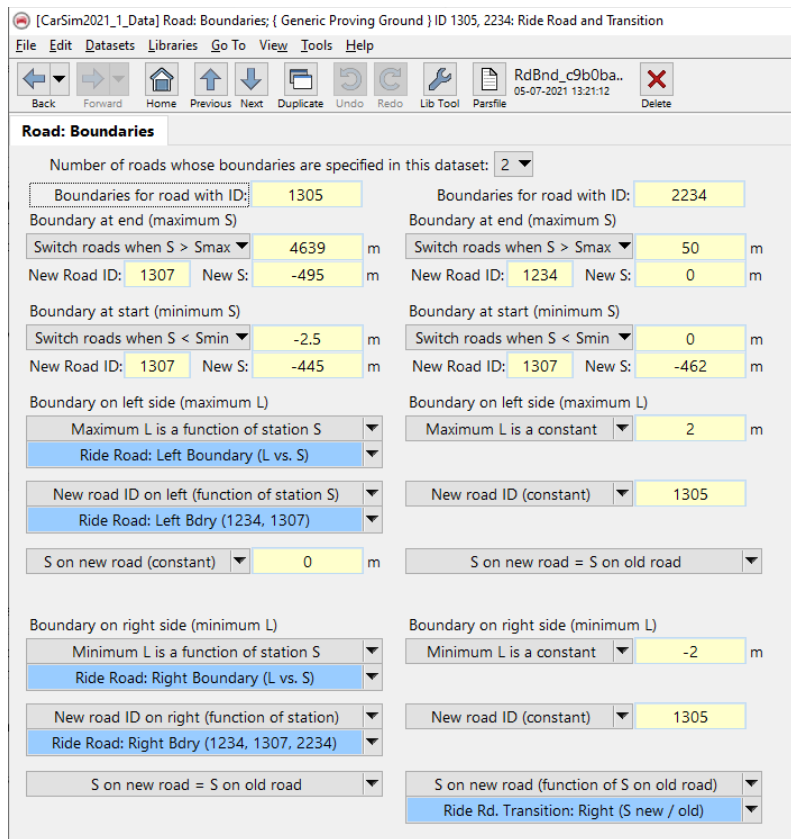 [CarSim2021_1_Data] Road: Boundaries; { Generic Proving Ground } ID 1305, 2234: Ride Road and Transition
File Edit Datasets Libraries Go To View Tools Help
Back Forward Home Previous Next Duplicate Undo Redo Lib Tool Parsfile RdBnd_c9b0ba.. 05-07-2021 13:21:12 Delete
Road: Boundaries
Number of roads whose boundaries are specified in this dataset: 2
Boundaries for road with ID: 1305
Boundary at end (maximum S)
Switch roads when S > Smax 4639 m
New Road ID: 1307 New S: -495 m
Boundary at start (minimum S)
Switch roads when S < Smin -2.5 m
New Road ID: 1307 New S: -445 m
Boundary on left side (maximum L)
Maximum L is a function of station S
Ride Road: Left Boundary (L vs. S)
New road ID on left (function of station S)
Ride Road: Left Bdry (1234, 1307)
S on new road (constant) 0 m
Boundary on right side (minimum L)
Minimum L is a function of station S
Ride Road: Right Boundary (L vs. S)
New road ID on right (function of station)
Ride Road: Right Bdry (1234, 1307, 2234)
S on new road = S on old road
Boundaries for road with ID: 2234
Boundary at end (maximum S)
Switch roads when S > Smax 50 m
New Road ID: 1234 New S: 0 m
Boundary at start (minimum S)
Switch roads when S < Smin 0 m
New Road ID: 1307 New S: -462 m
Boundary on left side (maximum L)
Maximum L is a constant 2 m
New road ID (constant) 1305
S on new road = S on old road
Boundary on right side (minimum L)
Minimum L is a constant -2 m
New road ID (constant) 1305
S on new road (function of S on old road)
Ride Rd. Transition: Right (S new / old)